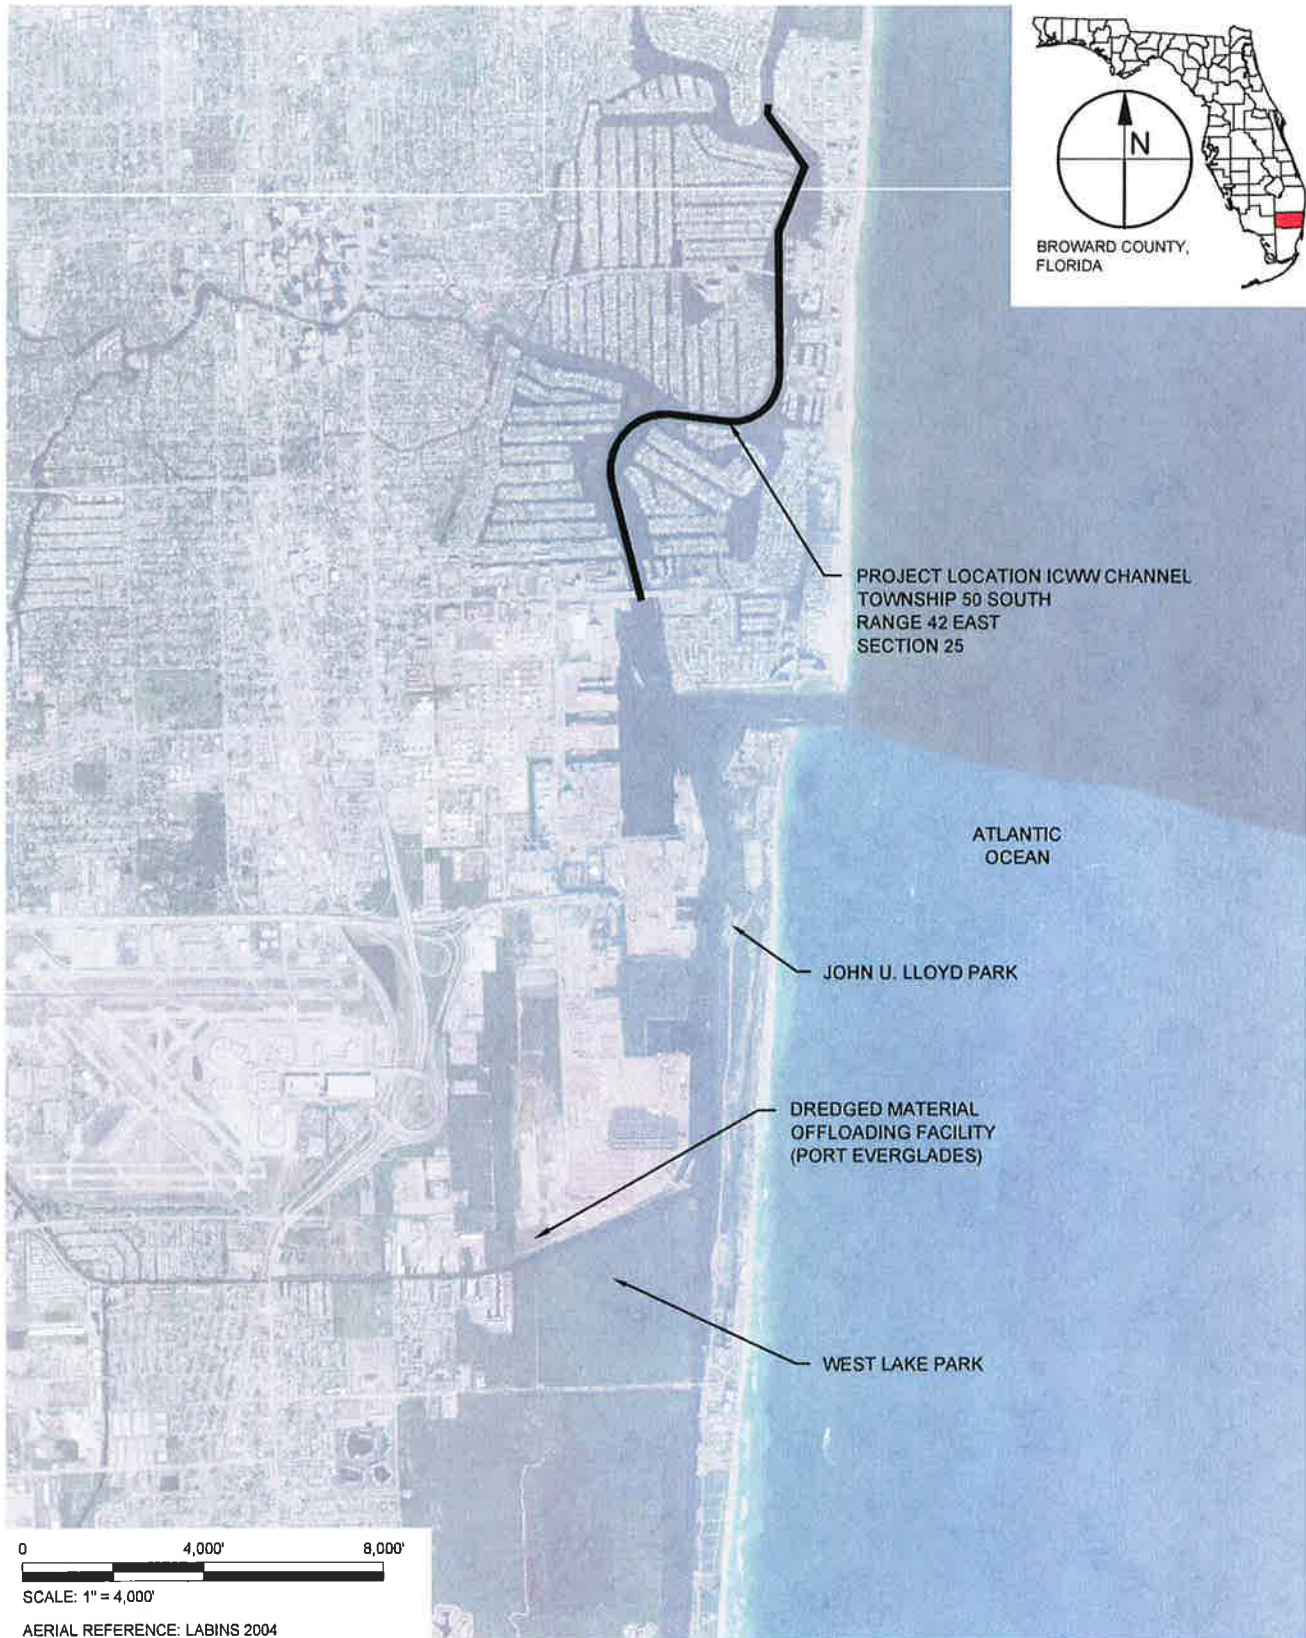 N
BROWARD COUNTY,
FLORIDA
PROJECT LOCATION ICWW CHANNEL
TOWNSHIP 50 SOUTH
RANGE 42 EAST
SECTION 25
ATLANTIC
OCEAN
JOHN U. LLOYD PARK
DREDGED MATERIAL
OFFLOADING FACILITY
(PORT EVERGLADES)
WEST LAKE PARK
0 4,000' 8,000'
SCALE: 1" = 4,000'
AERIAL REFERENCE: LABINS 2004